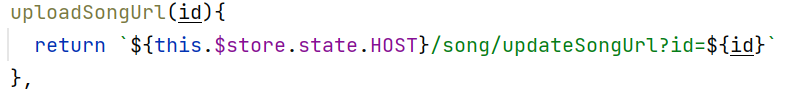 uploadSongUrl(id){
return `${this.$store.state.HOST}/song/updateSongUrl?id=${id}`
},